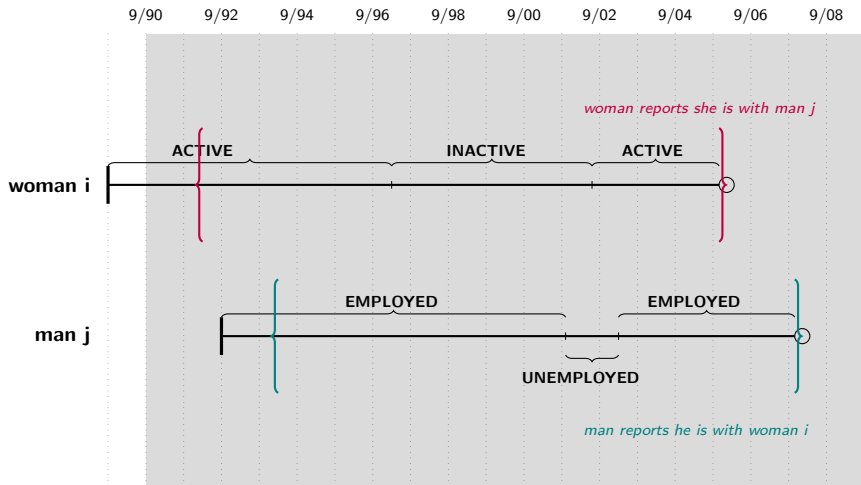 9/90 9/92 9/94 9/96 9/98 9/00 9/02 9/04 9/06 9/08
woman reports she is with man j
ACTIVE INACTIVE ACTIVE
woman i
EMPLOYED EMPLOYED
man j
UNEMPLOYED
man reports he is with woman i